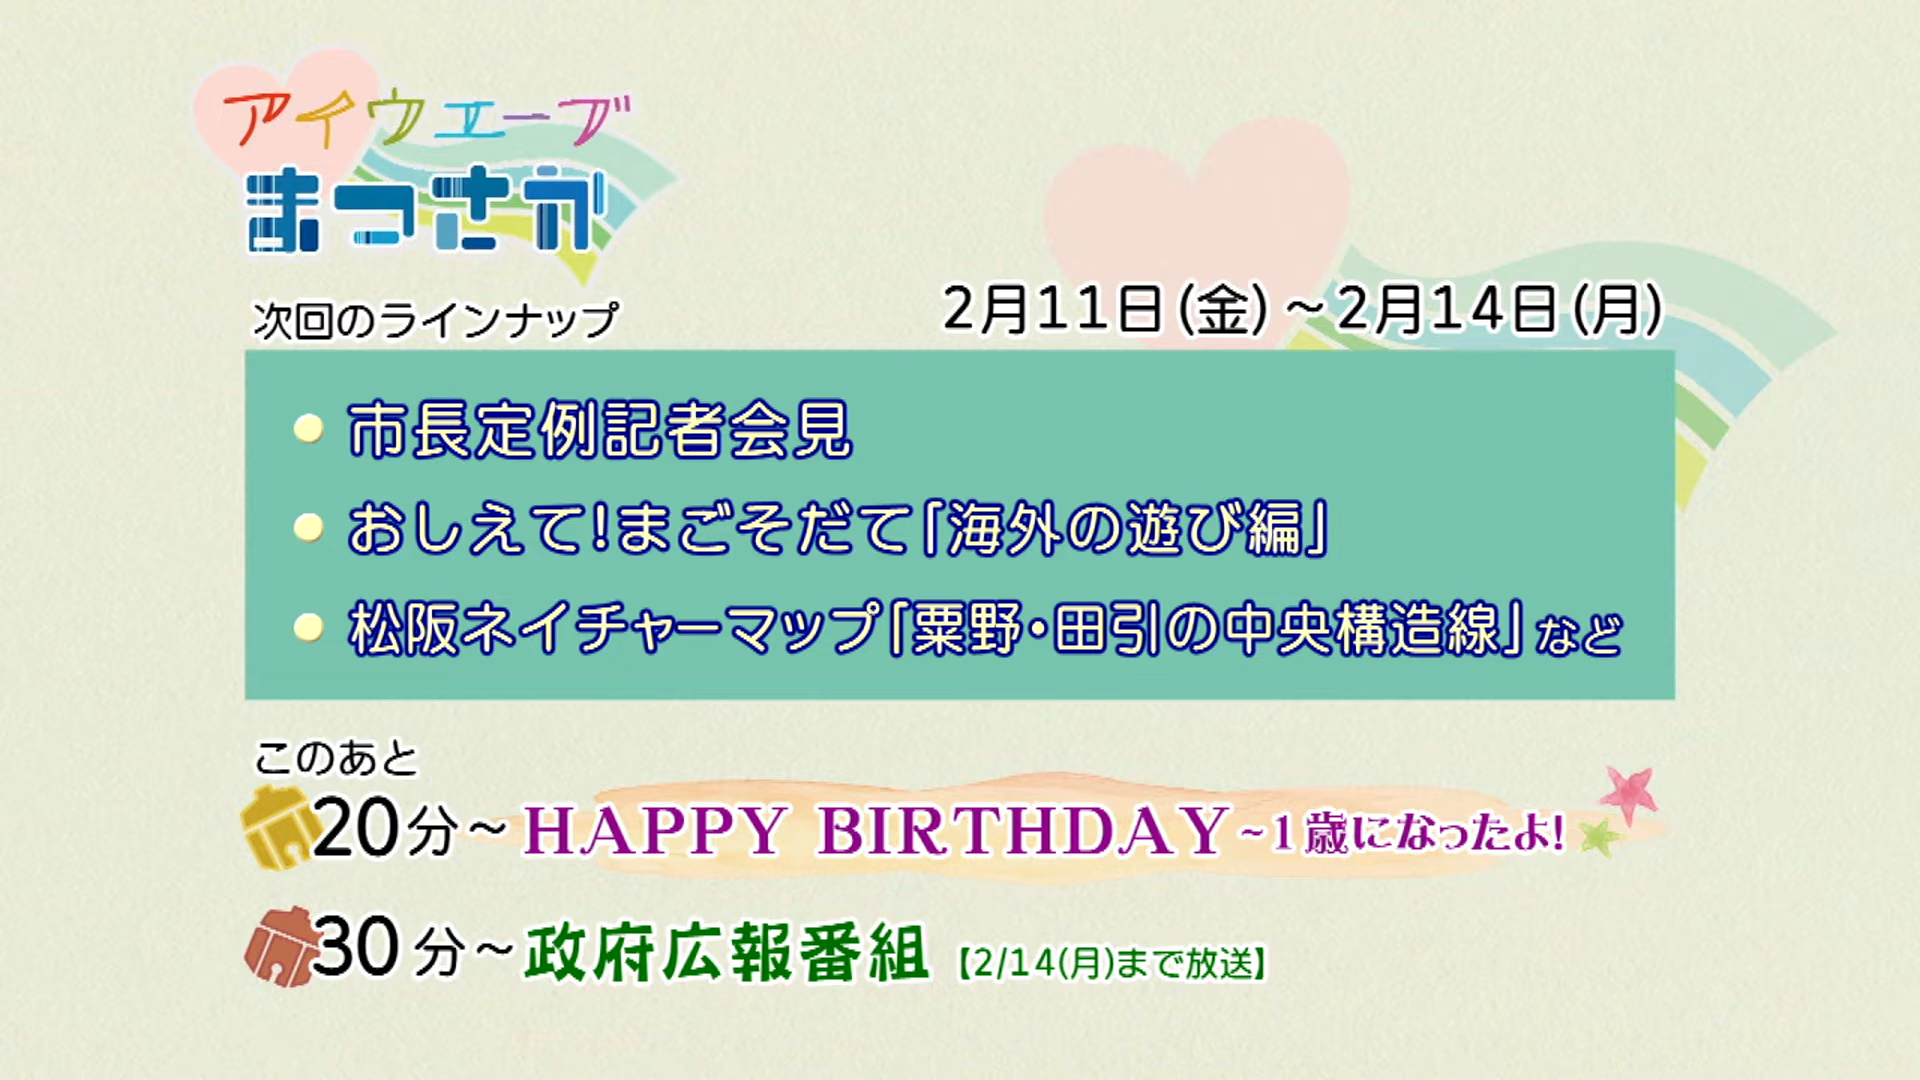 アイウエーブ
まつさか
次回のラインナップ
2月11日(金)～2月14日(月)
市長定例記者会見
おしえて!まごそだて「海外の遊び編」
松阪ネイチャーマップ「粟野・田引の中央構造線」など
このあと
20分～HAPPY BIRTHDAY~1歳になったよ!
30分～政府広報番組【2/14(月)まで放送】